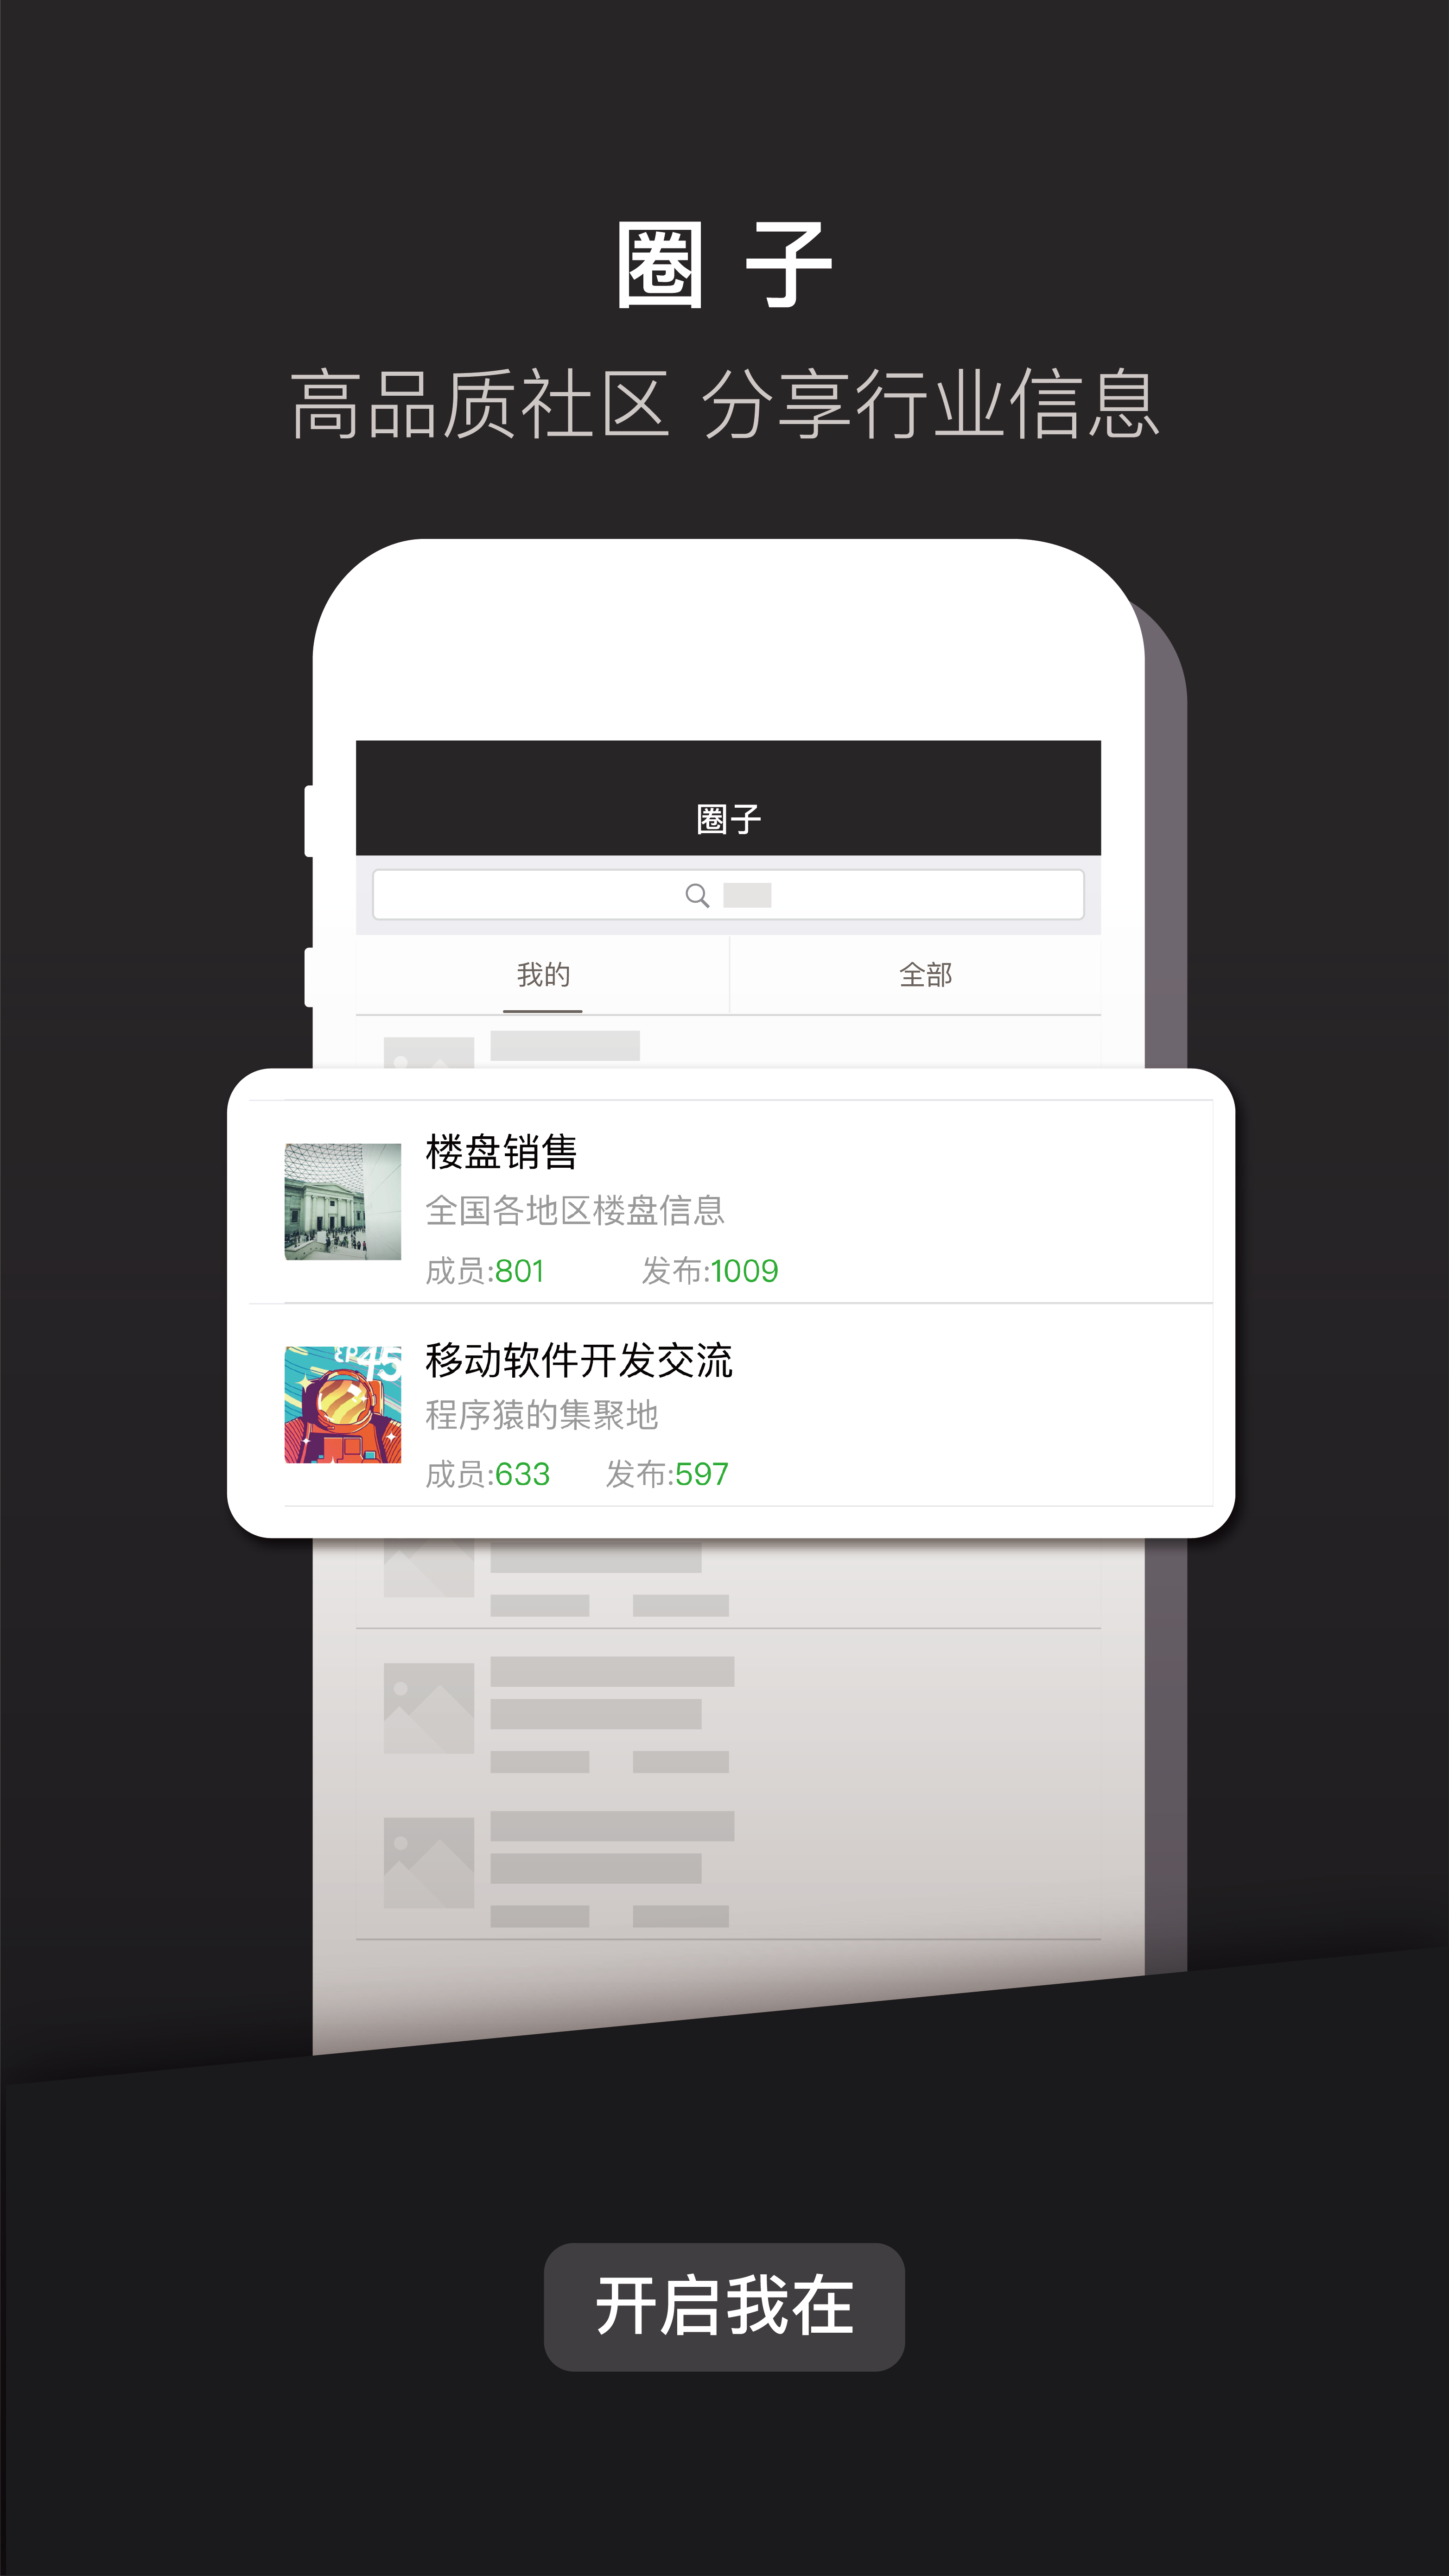 圈 子
高品质社区 分享行业信息
圈子
我的 全部
楼盘销售
全国各地区楼盘信息
成员:801 发布:1009
EP.45
移动软件开发交流
程序猿的集聚地
成员:633 发布:597
开启我在